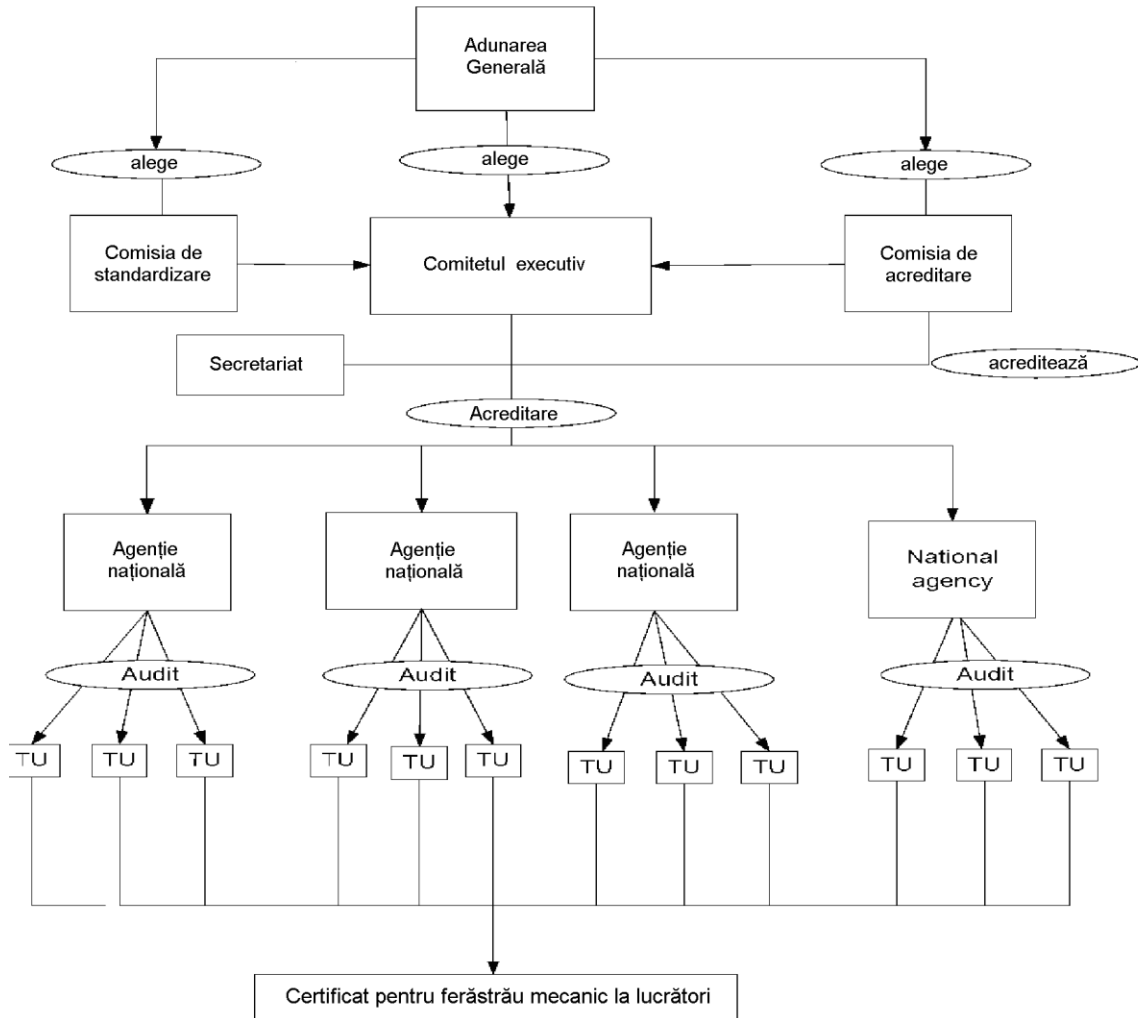 Adunarea
Generală
alege
alege
alege
Comisia de
standardizare
Comitetul executiv
Comisia de
acreditare
Secretariat
acreditează
Acreditare
Agenție
națională
Agenție
națională
Agenție
națională
National
agency
Audit
Audit
Audit
Audit
TU
TU
TU
TU
TU
TU
TU
TU
TU
TU
TU
TU
Certificat pentru ferăstrău mecanic la lucrători